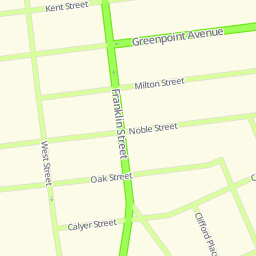 Kent Street
Greenpoint Avenue
Milton Street
Franklin Street
Noble Street
West Street
Oak Street
Calyer Street
Clifford Place
C